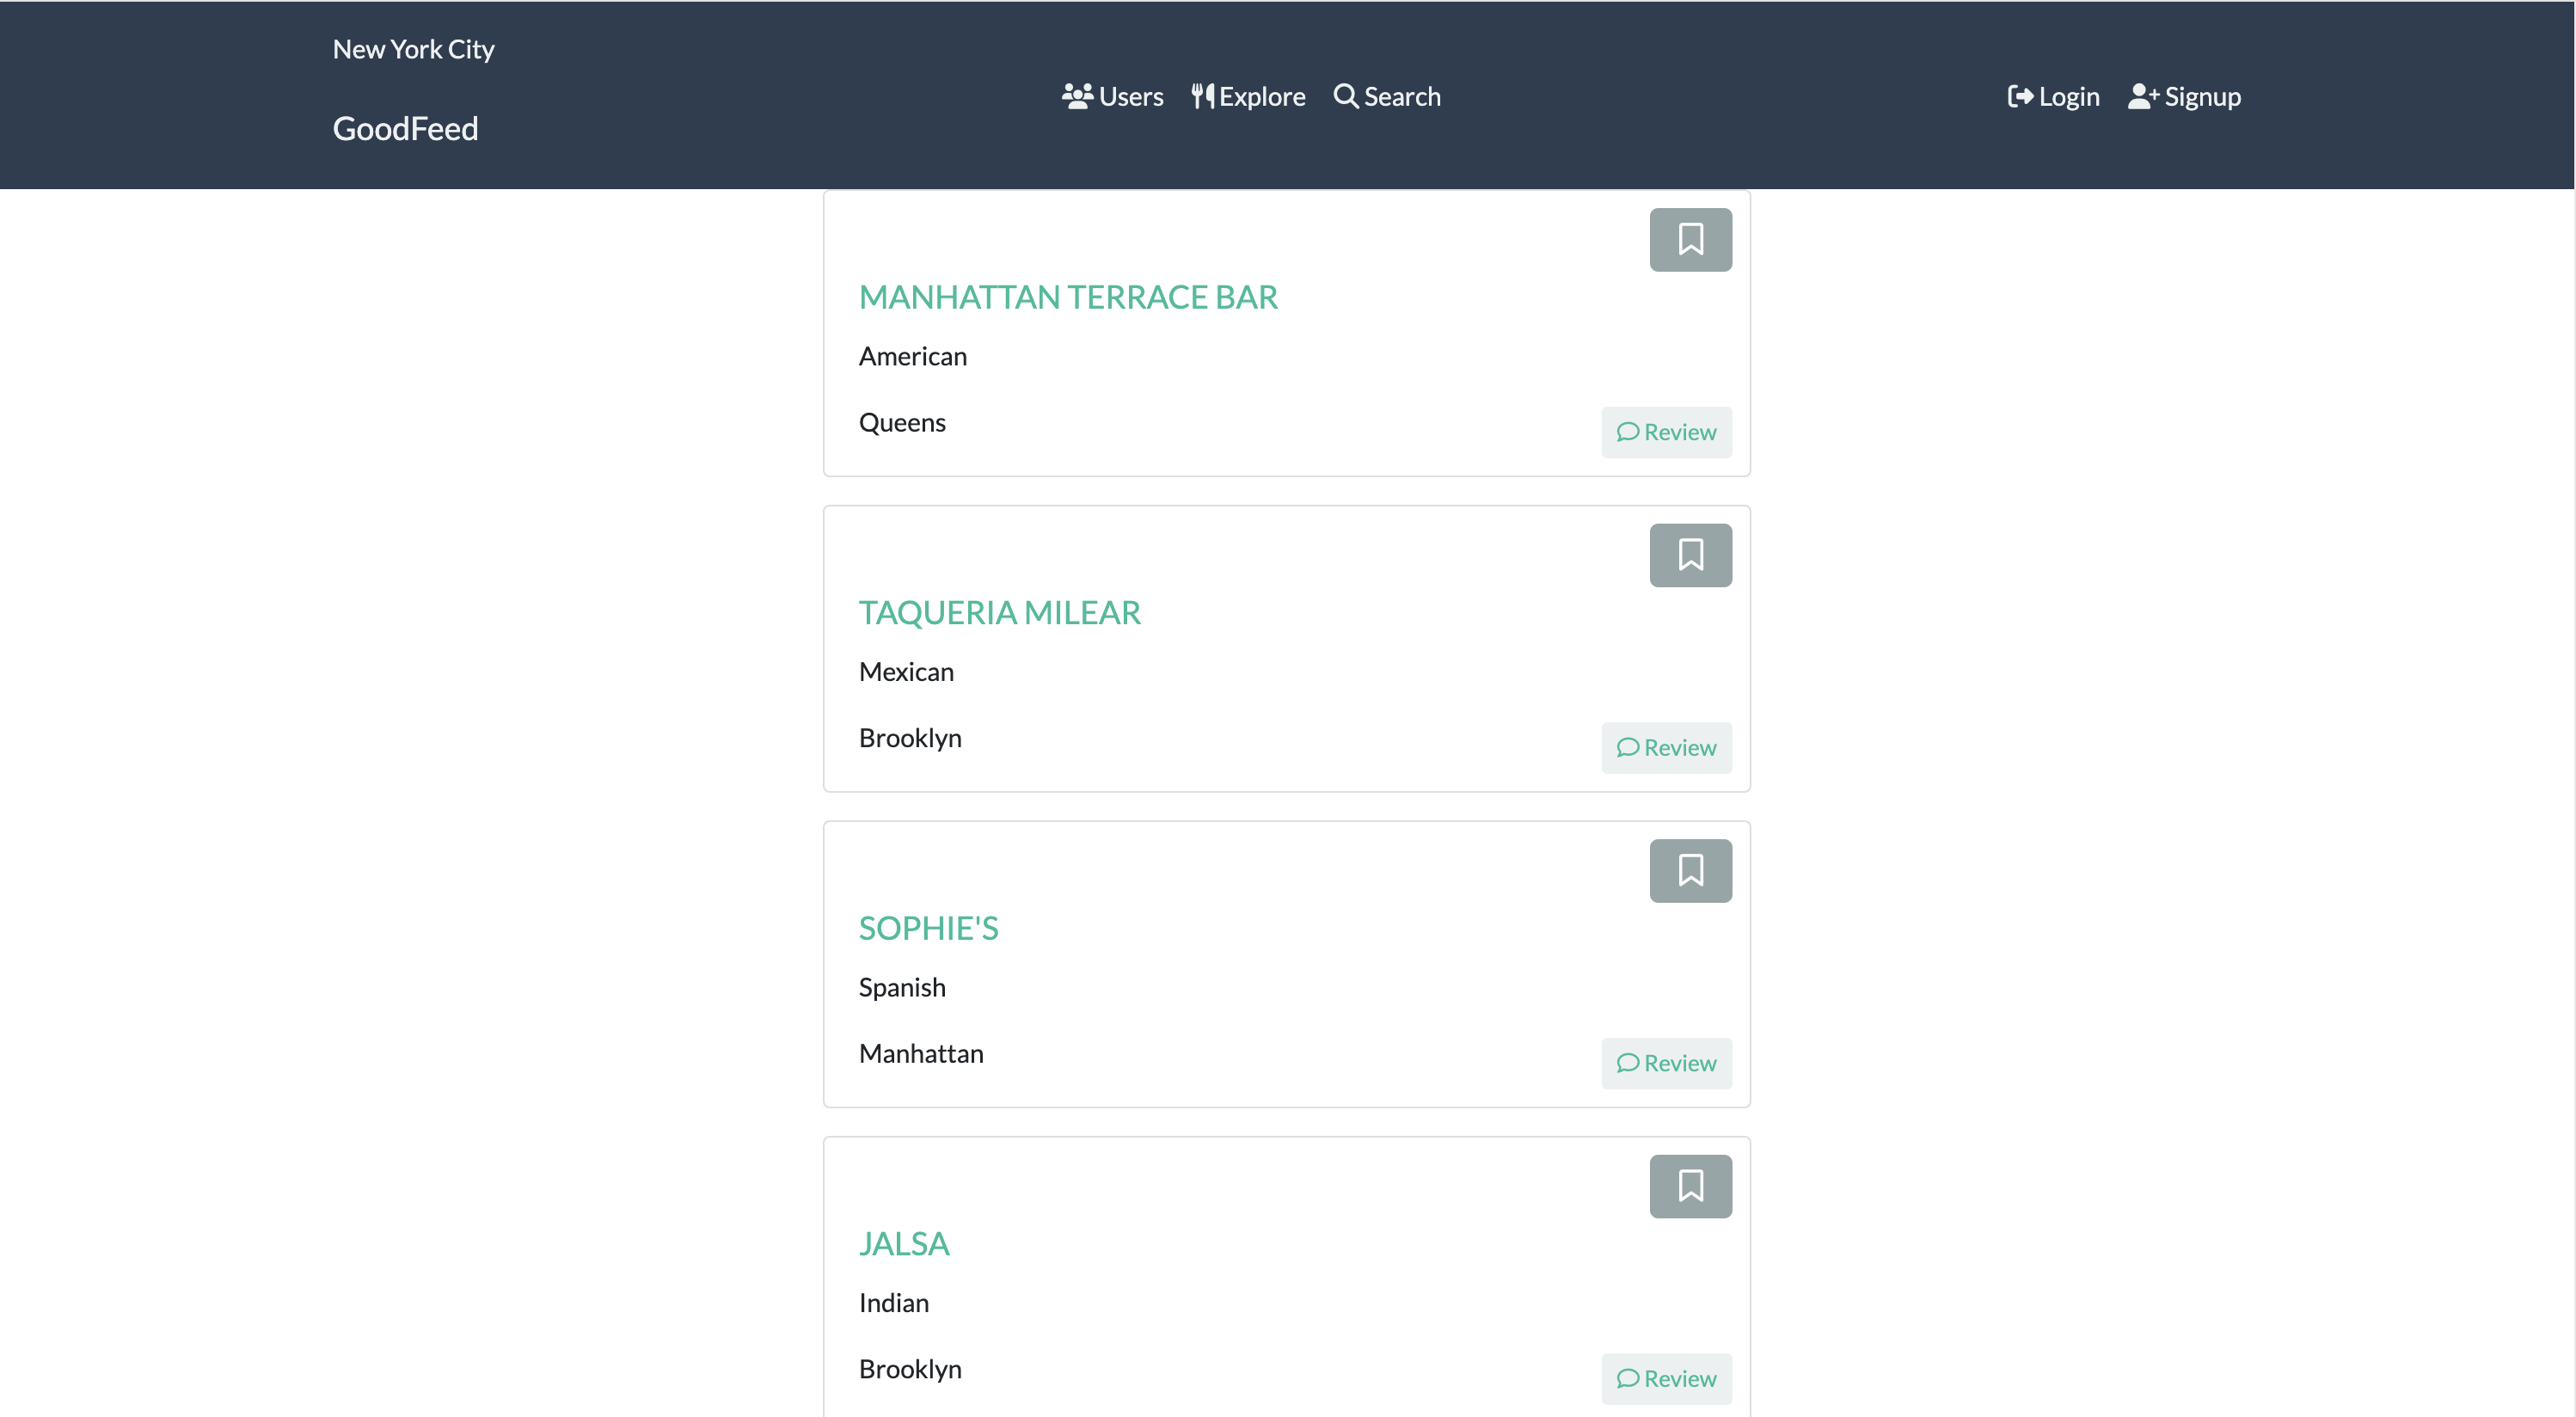 New York City
GoodFeed
Users Explore Search
Login Signup
MANHATTAN TERRACE BAR
American
Queens
Review
TAQUERIA MILEAR
Mexican
Brooklyn
Review
SOPHIE'S
Spanish
Manhattan
Review
JALSA
Indian
Brooklyn
Review